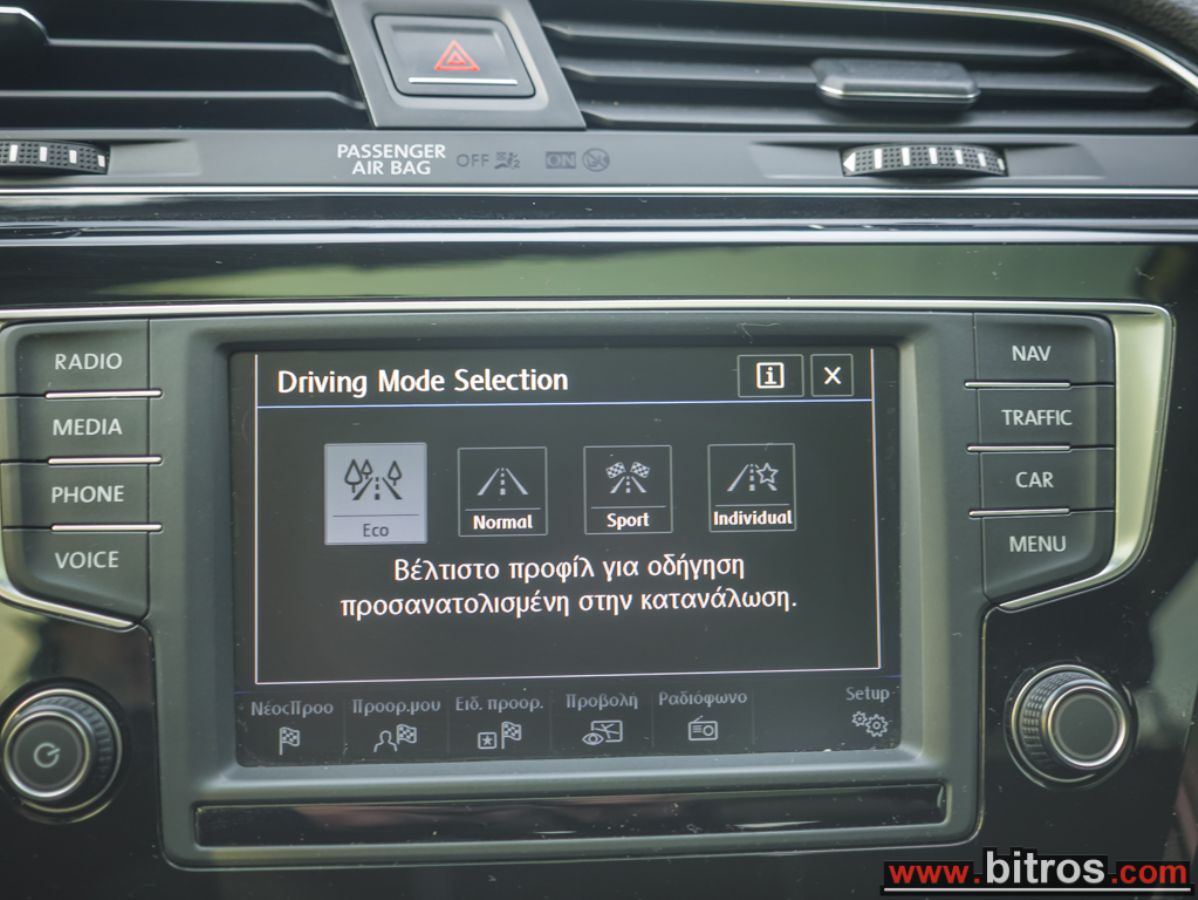 PASSENGER
AIR BAG
OFF
ON
RADIO
MEDIA
PHONE
VOICE
Driving Mode Selection
Eco
Normal
Sport
Individual
Βέλτιστο προφίλ για οδήγηση
προσανατολισμένη στην κατανάλωση.
ΝέοςΠροο
Προορ.μου
Ειδ. προορ.
Προβολή
Ραδιόφωνο
Setup
NAV
TRAFFIC
CAR
MENU
www.bitros.com